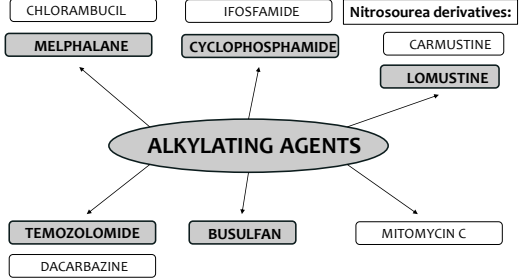 CHLORAMBUCIL
IFOSFAMIDE
Nitrosourea derivatives:
MELPHALANE
CYCLOPHOSPHAMIDE
CARMUSTINE
LOMUSTINE
ALKYLATING AGENTS
TEMOZOLOMIDE
BUSULFAN
MITOMYCIN C
DACARBAZINE